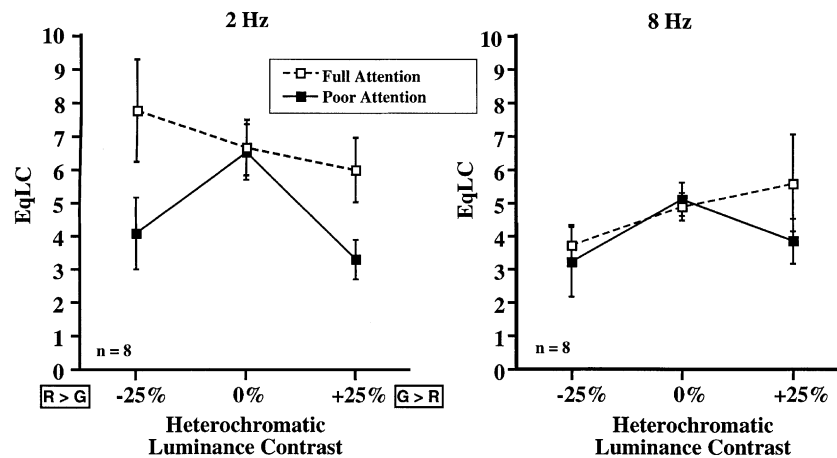 2 Hz
8 Hz
10
9
8
7
6
5
4
3
2
1
0
EqLC
Full Attention
Poor Attention
n = 8
R > G
-25%
0%
+25%
G > R
Heterochromatic
Luminance Contrast
10
9
8
7
6
5
4
3
2
1
0
EqLC
n = 8
-25%
0%
+25%
Heterochromatic
Luminance Contrast